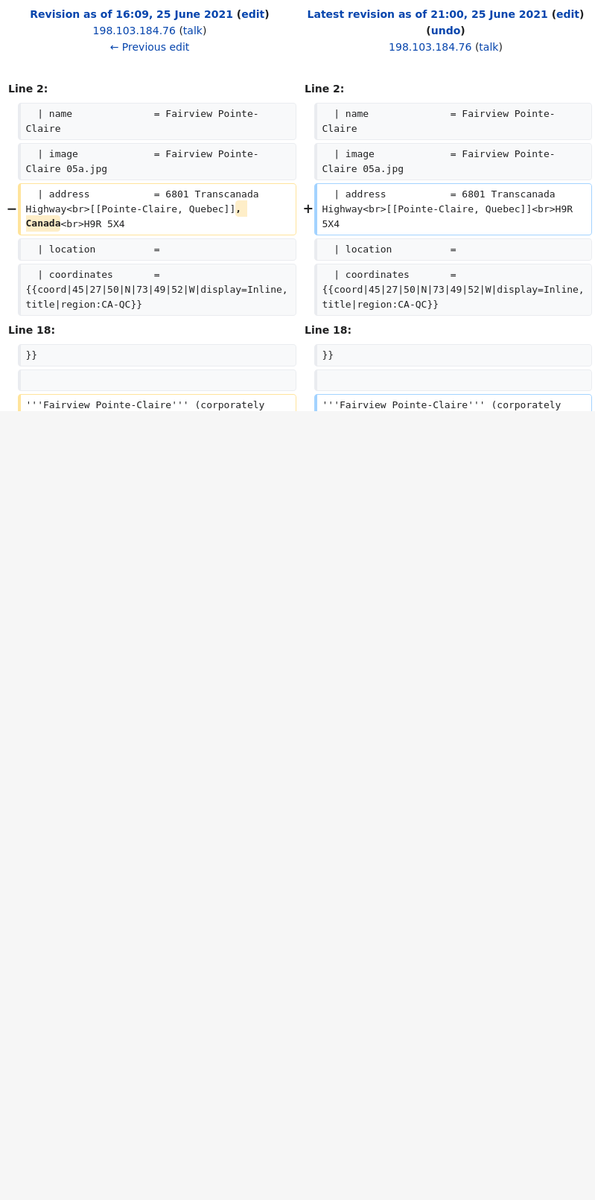 Revision as of 16:09, 25 June 2021 (edit)
198.103.184.76 (talk)
← Previous edit
Latest revision as of 21:00, 25 June 2021 (edit)
(undo)
198.103.184.76 (talk)
Line 2:
Line 2:
| name             = Fairview Pointe-
Claire
| name             = Fairview Pointe-
Claire
| image            = Fairview Pointe-
Claire 05a.jpg
| image            = Fairview Pointe-
Claire 05a.jpg
− | address          = 6801 Transcanada
Highway<br>[[Pointe-Claire, Quebec]],
Canada<br>H9R 5X4
+ | address          = 6801 Transcanada
Highway<br>[[Pointe-Claire, Quebec]]<br>H9R
5X4
| location         =
| location         =
| coordinates      =
{{coord|45|27|50|N|73|49|52|W|display=Inline,
title|region:CA-QC}}
| coordinates      =
{{coord|45|27|50|N|73|49|52|W|display=Inline,
title|region:CA-QC}}
Line 18:
Line 18:
}}
}}
'''Fairview Pointe-Claire''' (corporately
'''Fairview Pointe-Claire''' (corporately